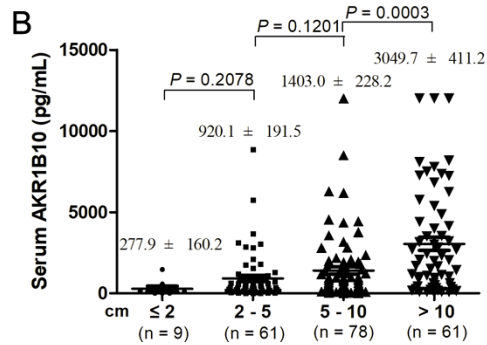 B
P = 0.0003
P = 0.1201
3049.7 ± 411.2
1403.0 ± 228.2
P = 0.2078
920.1 ± 191.5
277.9 ± 160.2
Serum AKR1B10 (pg/mL)
15000
10000
5000
0
cm ≤ 2 2 - 5 5 - 10 > 10
(n = 9) (n = 61) (n = 78) (n = 61)